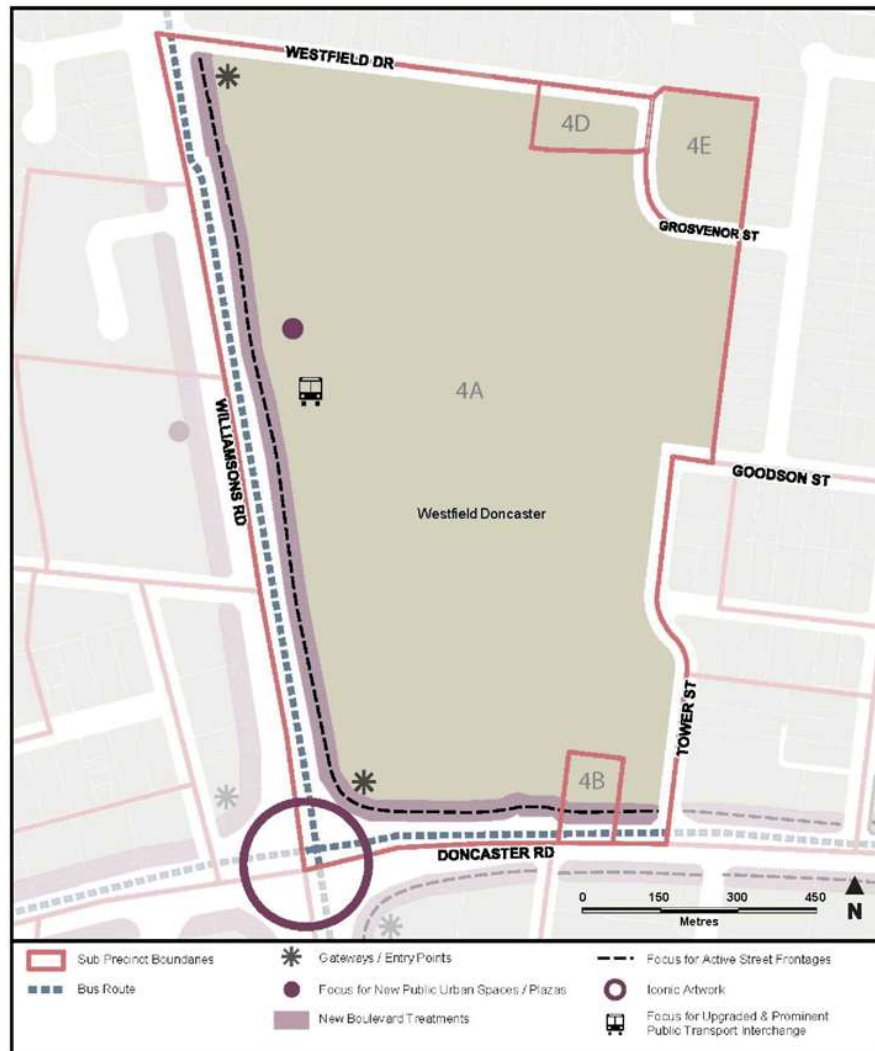 WESTFIELD DR
4D
4E
GROSVENOR ST
4A
WILLIAMSONS RD
GOODSON ST
Westfield Doncaster
TOWER ST
4B
DONCASTER RD
0 150 300 450
Metres
N
Sub Precinct Boundaries
Bus Route
Gateways / Entry Points
Focus for New Public Urban Spaces / Plazas
New Boulevard Treatments
Focus for Active Street Frontages
Iconic Artwork
Focus for Upgraded & Prominent
Public Transport Interchange